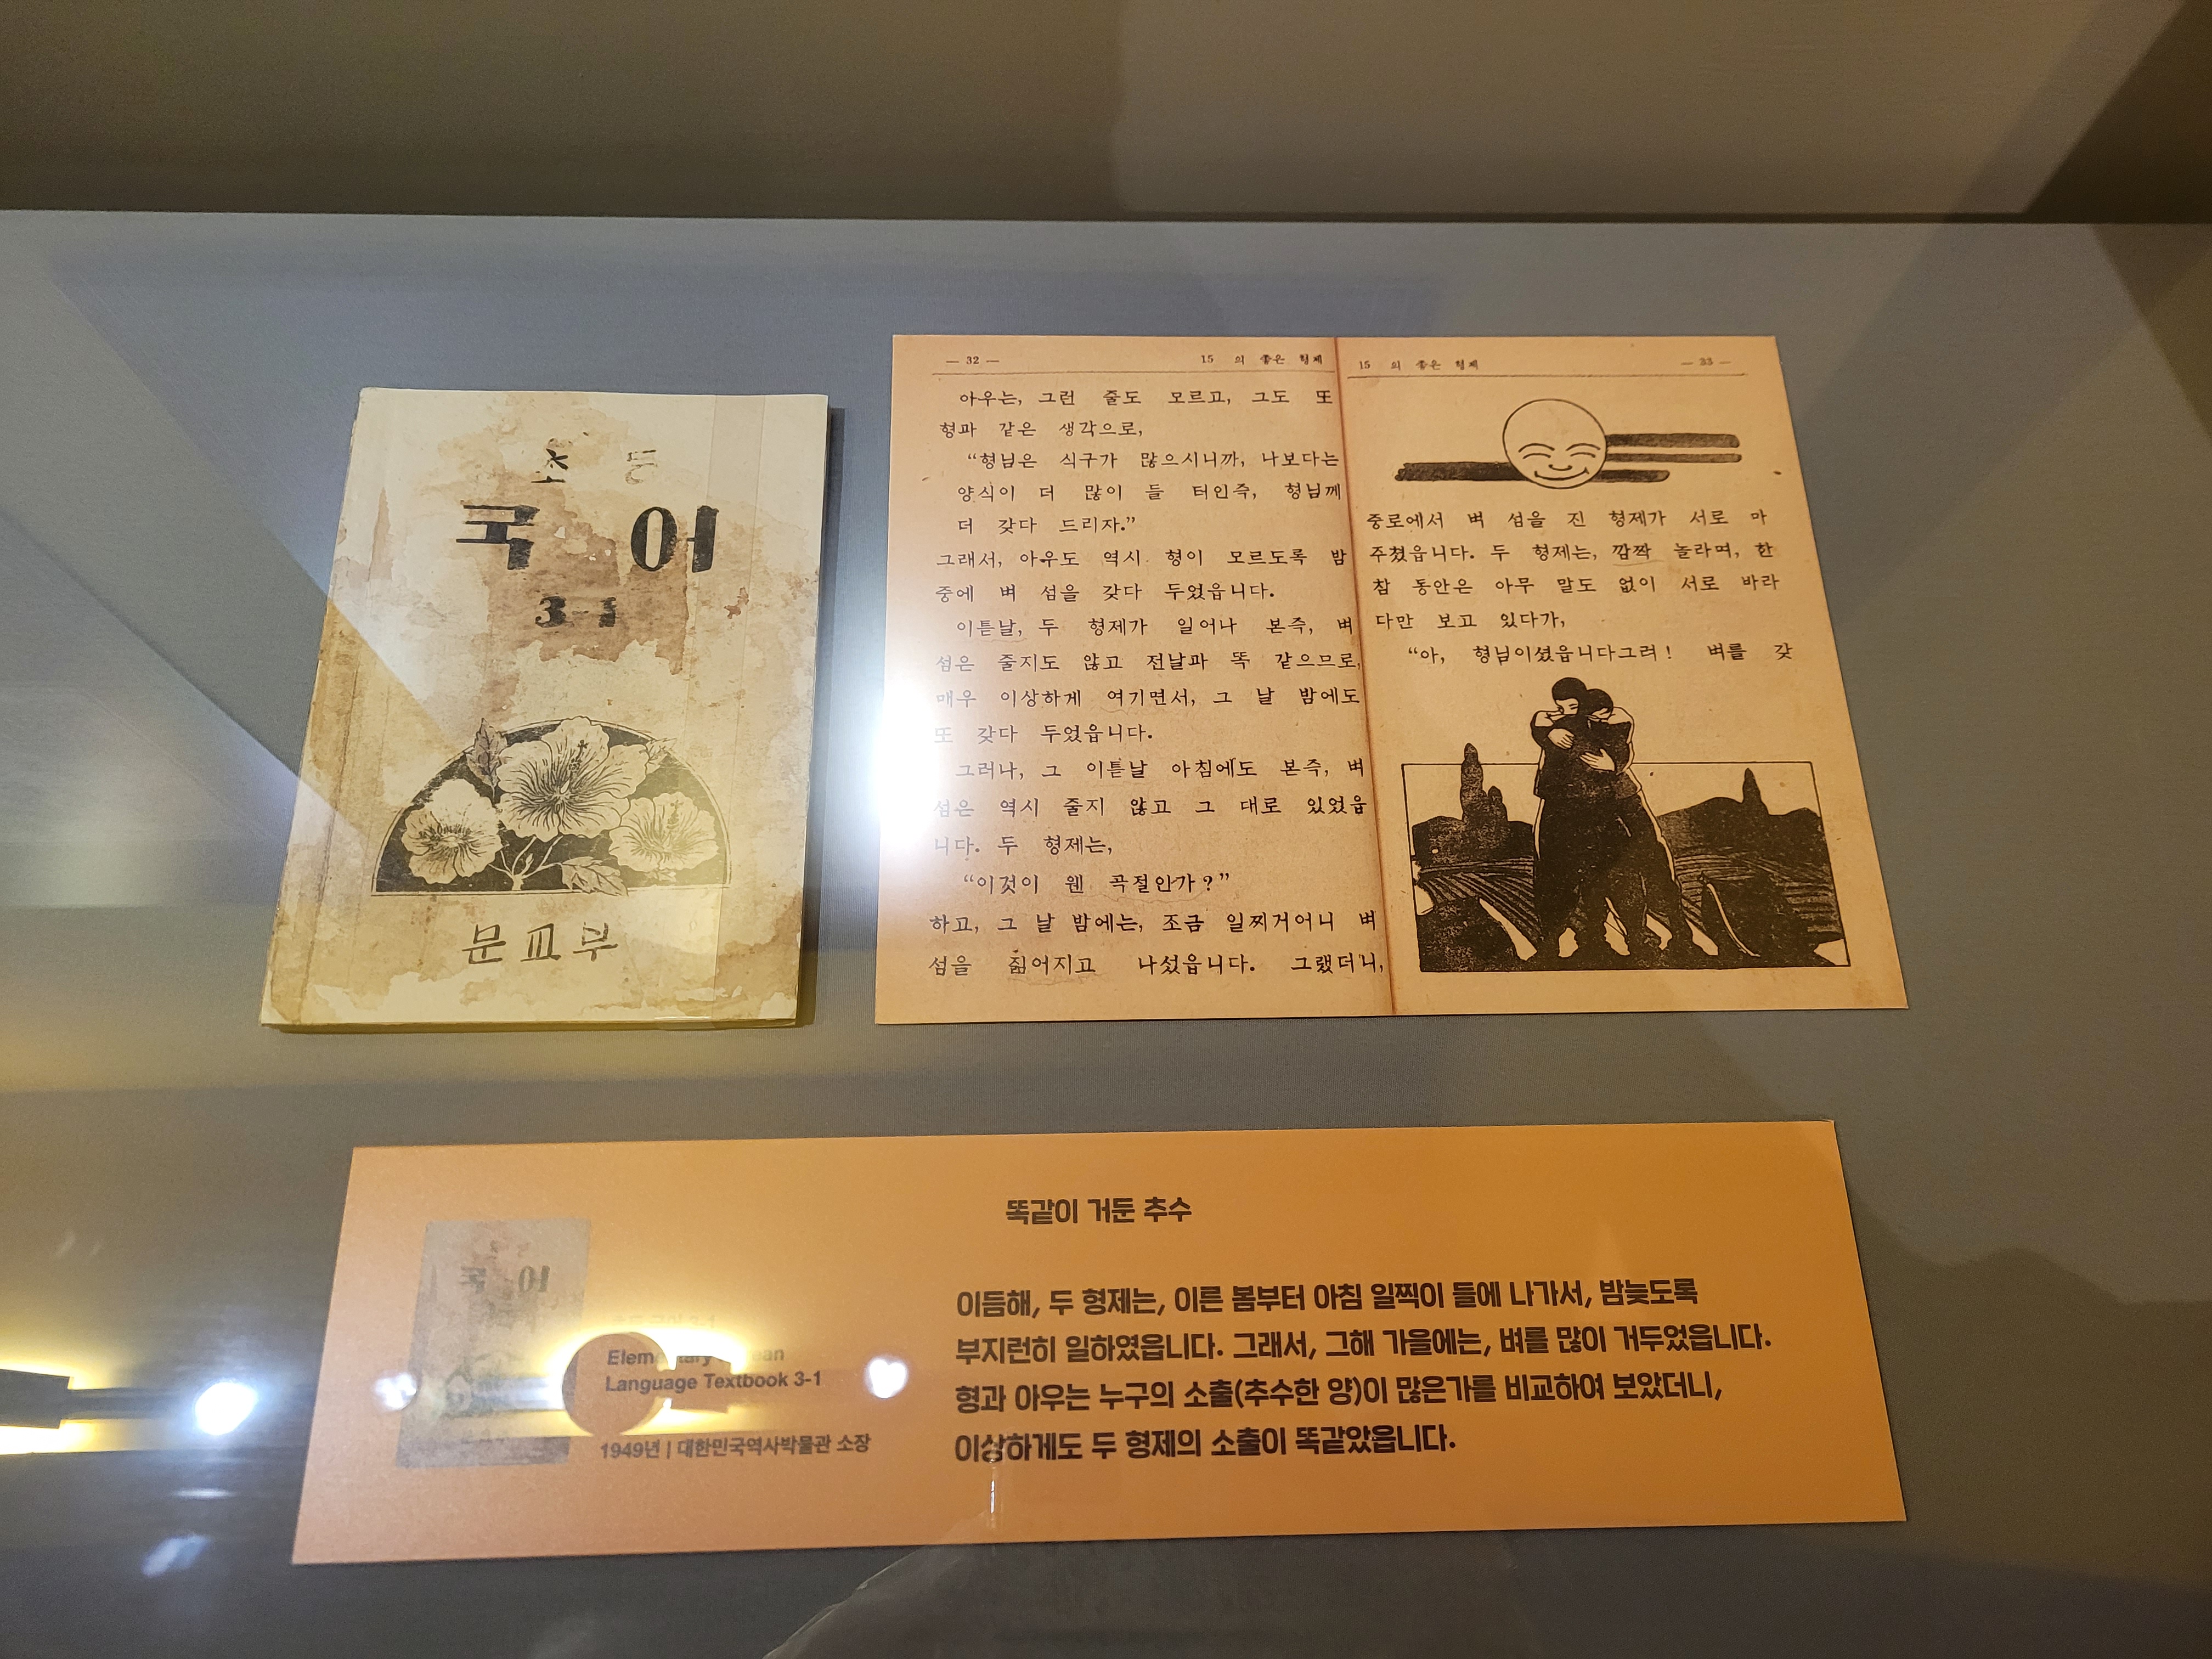 초등
국어
3-1
문교부
— 32 —
15 의 좋은 형제
아우는, 그런 줄도 모르고, 그도 또
형과 같은 생각으로,
“형님은 식구가 많으시니까, 나보다는
양식이 더 많이 들 터인즉, 형님께
더 갖다 드리자.”
그래서, 아우도 역시 형이 모르도록 밤
중에 벼 섬을 갖다 두었읍니다.
이튿날, 두 형제가 일어나 본즉, 벼
섬은 줄지도 않고 전날과 똑 같으므로,
매우 이상하게 여기면서, 그 날 밤에도
또 갖다 두었읍니다.
그러나, 그 이튿날 아침에도 본즉, 벼
섬은 역시 줄지 않고 그 대로 있었읍
니다. 두 형제는,
“이것이 웬 곡절인가?”
하고, 그 날 밤에는, 조금 일찌거어니 벼
섬을 짊어지고 나섰읍니다. 그랬더니,
15 의 좋은 형제
— 33 —
중로에서 벼 섬을 진 형제가 서로 마
주쳤읍니다. 두 형제는, 깜짝 놀라며, 한
참 동안은 아무 말도 없이 서로 바라
다만 보고 있다가,
“아, 형님이셨읍니다그려! 벼를 갖
국어
Language Textbook 3-1
1949년 | 대한민국역사박물관 소장
똑같이 거둔 추수
이듬해, 두 형제는, 이른 봄부터 아침 일찍이 들에 나가서, 밤늦도록
부지런히 일하였읍니다. 그래서, 그해 가을에는, 벼를 많이 거두었읍니다.
형과 아우는 누구의 소출(추수한 양)이 많은가를 비교하여 보았더니,
이상하게도 두 형제의 소출이 똑같았읍니다.